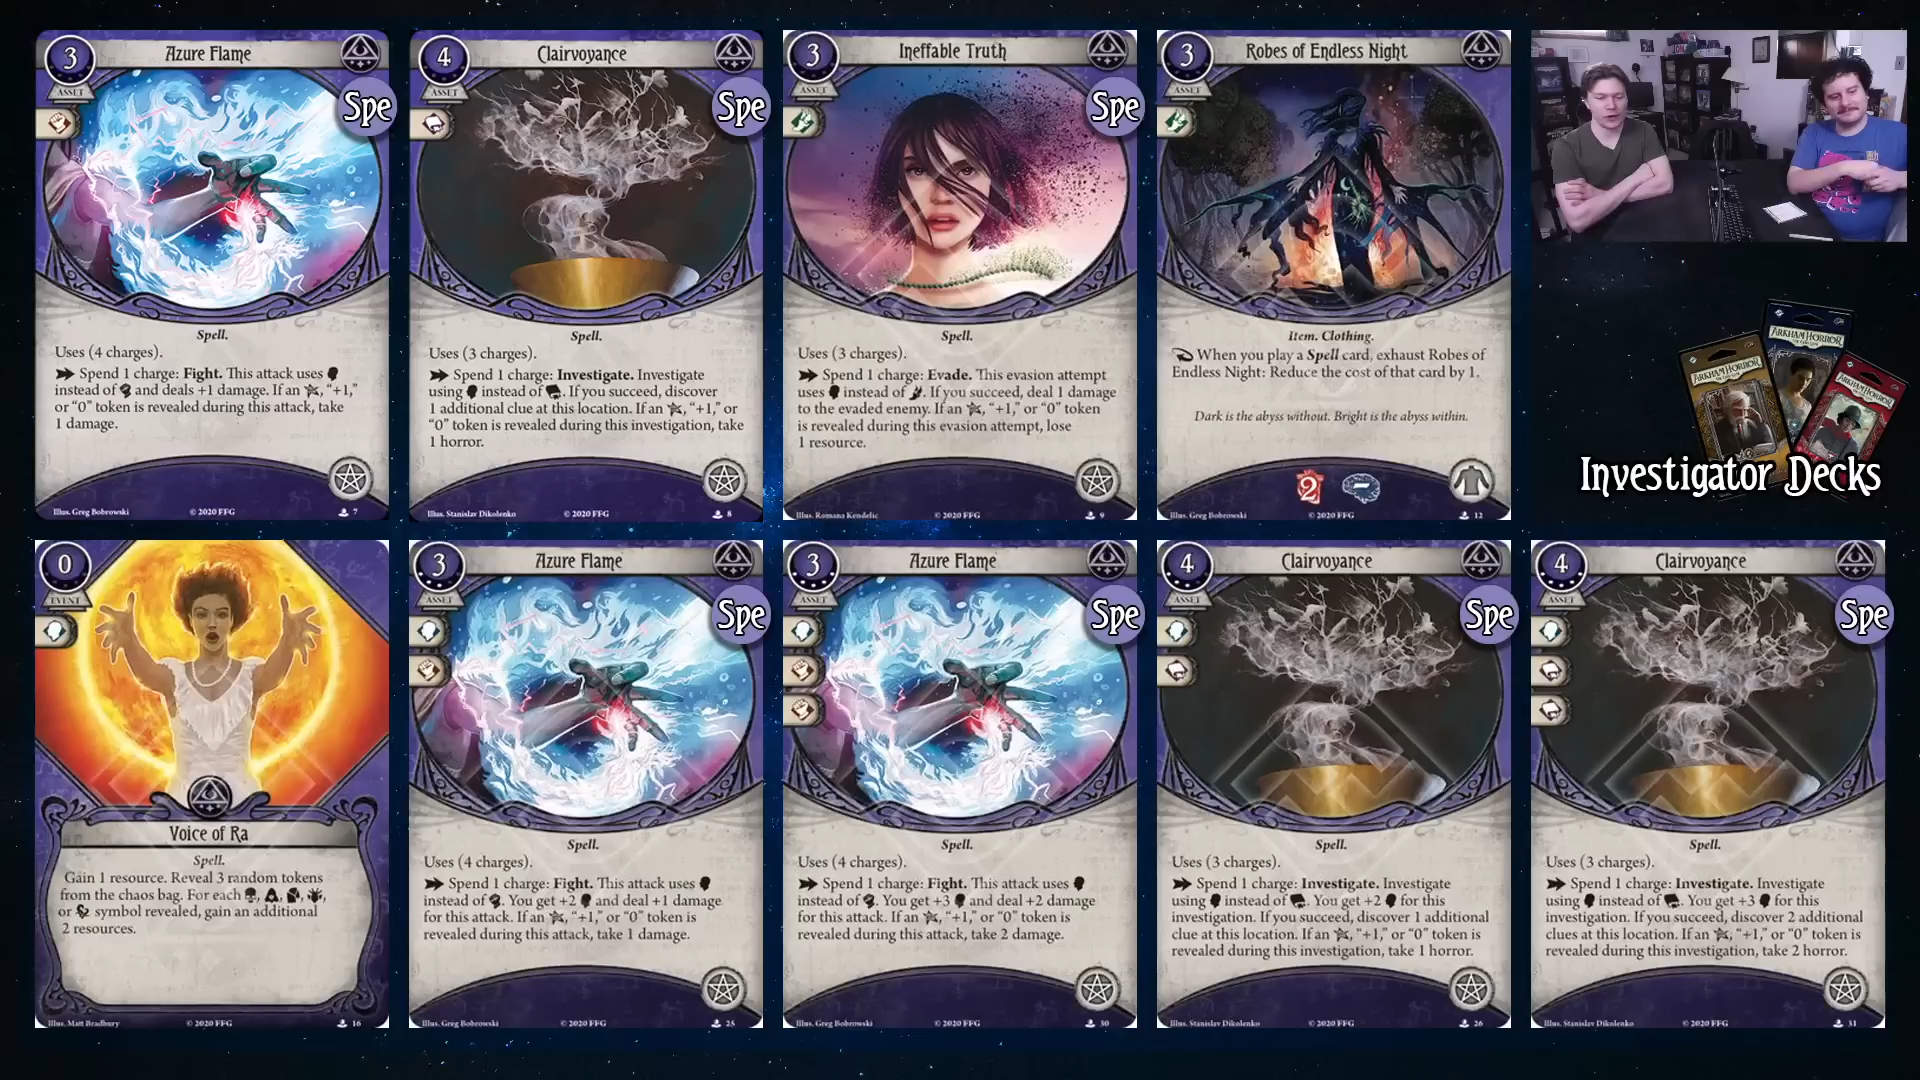 3
ASSET
Azure Flame
Spe
Spell.
Uses (4 charges).
Spend 1 charge: Fight. This attack uses
instead of and deals +1 damage. If an , “+1,”
or “0” token is revealed during this attack, take
1 damage.
Illus. Greg Bobrowski
© 2020 FFG
7
4
ASSET
Clairvoyance
Spe
Spell.
Uses (3 charges).
Spend 1 charge: Investigate. Investigate
using instead of . If you succeed, discover
1 additional clue at this location. If an , “+1,” or
“0” token is revealed during this investigation, take
1 horror.
Illus. Stanislav Dikolenko
© 2020 FFG
8
3
ASSET
Ineffable Truth
Spe
Spell.
Uses (3 charges).
Spend 1 charge: Evade. This evasion attempt
uses instead of . If you succeed, deal 1 damage
to the evaded enemy. If an , “+1,” or “0” token
is revealed during this evasion attempt, lose
1 resource.
Illus. Romana Kendelic
© 2020 FFG
9
3
ASSET
Robes of Endless Night
Item. Clothing.
When you play a Spell card, exhaust Robes of
Endless Night: Reduce the cost of that card by 1.
Dark is the abyss without. Bright is the abyss within.
2
–
Illus. Greg Bobrowski
© 2020 FFG
12
ARKHAM HORROR
ARKHAM HORROR
ARKHAM HORROR
Investigator Decks
0
EVENT
Voice of Ra
Spell.
Gain 1 resource. Reveal 3 random tokens
from the chaos bag. For each , , , ,
or symbol revealed, gain an additional
2 resources.
Illus. Matt Bradbury
© 2020 FFG
16
3
ASSET
Azure Flame
Spe
Spell.
Uses (4 charges).
Spend 1 charge: Fight. This attack uses
instead of . You get +2 and deal +1 damage
for this attack. If an , “+1,” or “0” token is
revealed during this attack, take 1 damage.
Illus. Greg Bobrowski
© 2020 FFG
25
3
ASSET
Azure Flame
Spe
Spell.
Uses (4 charges).
Spend 1 charge: Fight. This attack uses
instead of . You get +3 and deal +2 damage
for this attack. If an , “+1,” or “0” token is
revealed during this attack, take 2 damage.
Illus. Greg Bobrowski
© 2020 FFG
30
4
ASSET
Clairvoyance
Spe
Spell.
Uses (3 charges).
Spend 1 charge: Investigate. Investigate
using instead of . You get +2 for this
investigation. If you succeed, discover 1 additional
clue at this location. If an , “+1,” or “0” token is
revealed during this investigation, take 1 horror.
Illus. Stanislav Dikolenko
© 2020 FFG
26
4
ASSET
Clairvoyance
Spe
Spell.
Uses (3 charges).
Spend 1 charge: Investigate. Investigate
using instead of . You get +3 for this
investigation. If you succeed, discover 2 additional
clues at this location. If an , “+1,” or “0” token is
revealed during this investigation, take 2 horror.
Illus. Stanislav Dikolenko
© 2020 FFG
31